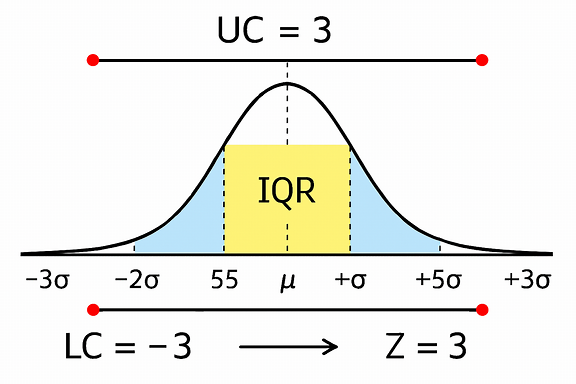 UC = 3
IQR
−3σ −2σ 55 μ +σ +5σ +3σ
LC = −3 → Z = 3